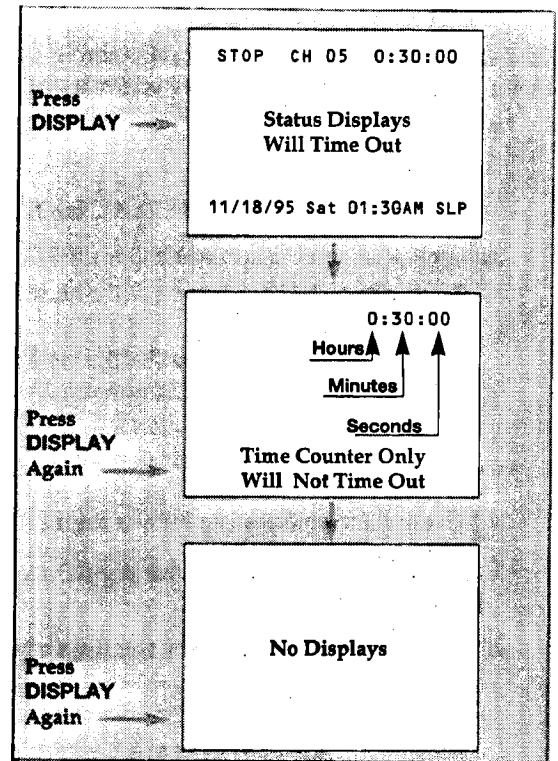 STOP CH 05 0:30:00
Press
DISPLAY
Status Displays
Will Time Out
11/18/95 Sat 01:30AM SLP
0:30:00
Hours
Minutes
Seconds
Press
DISPLAY
Again
Time Counter Only
Will Not Time Out
No Displays
Press
DISPLAY
Again